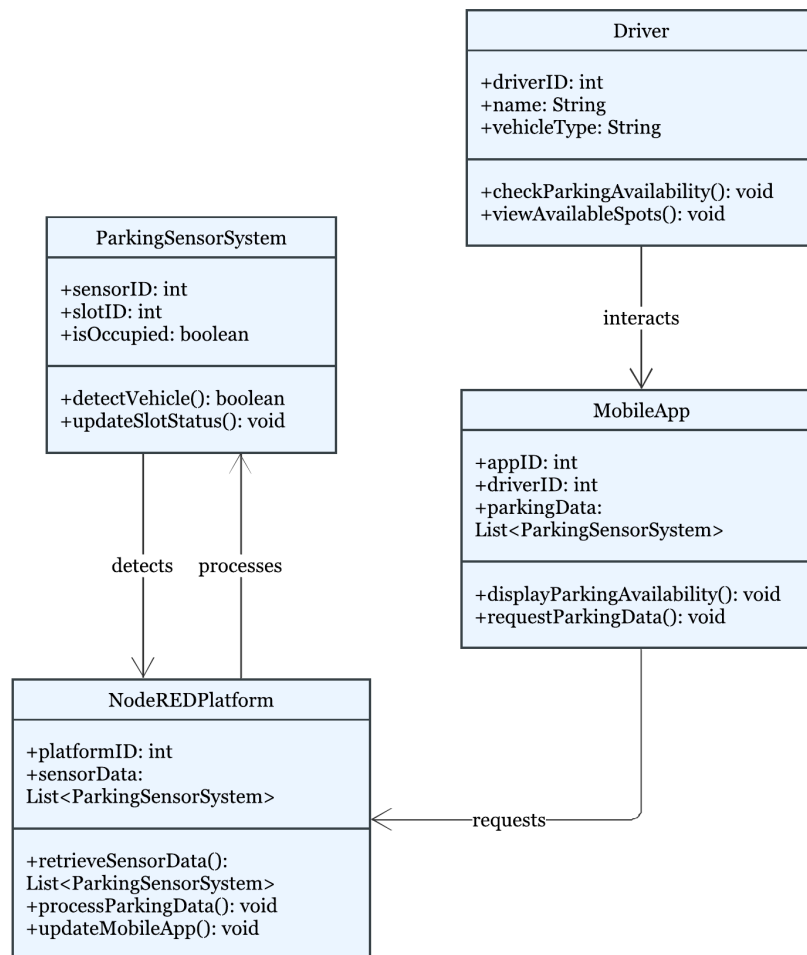 Driver
+driverID: int
+name: String
+vehicleType: String
+checkParkingAvailability(): void
+viewAvailableSpots(): void
ParkingSensorSystem
+sensorID: int
+slotID: int
+isOccupied: boolean
+detectVehicle(): boolean
+updateSlotStatus(): void
interacts
MobileApp
+appID: int
+driverID: int
+parkingData:
List<ParkingSensorSystem>
+displayParkingAvailability(): void
+requestParkingData(): void
detects
processes
NodeREDPlatform
+platformID: int
+sensorData:
List<ParkingSensorSystem>
+retrieveSensorData():
List<ParkingSensorSystem>
+processParkingData(): void
+updateMobileApp(): void
requests